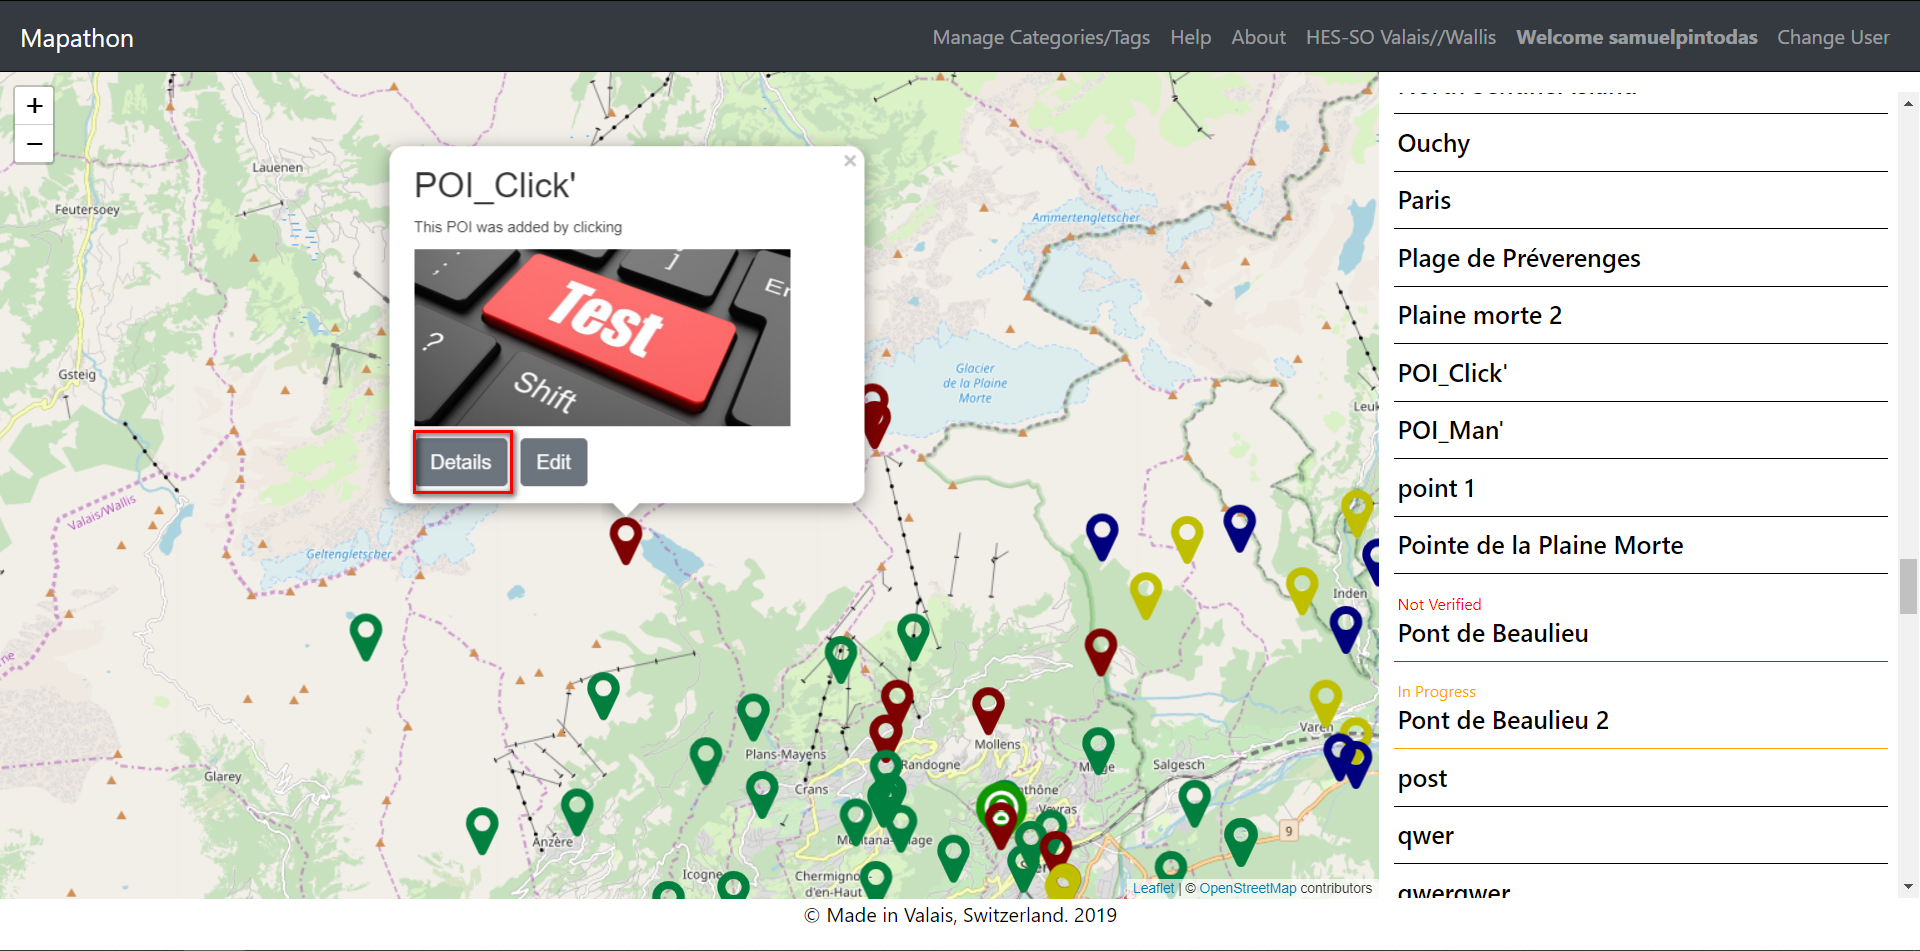 Mapathon
Manage Categories/Tags Help About HES-SO Valais//Wallis Welcome samuelpintodas Change User
+
−
Lauenen
Feutersoey
Gsteig
Valais/Wallis
Geltengletscher
Ammertengletscher
Glacier
de la Plaine
Morte
Leuk
Inden
Varen
Salgesch
Mollens
Randogne
Plans-Mayens
Crans
Veyras
Glarey
Anzère
Icogne
Chermignon-
d'en-Haut
9
×
POI_Click'
This POI was added by clicking
;
:
]
En
Test
?
Shift
Details Edit
Leaflet | © OpenStreetMap contributors
Ouchy
Paris
Plage de Préverenges
Plaine morte 2
POI_Click'
POI_Man'
point 1
Pointe de la Plaine Morte
Not Verified
Pont de Beaulieu
In Progress
Pont de Beaulieu 2
post
qwer
qwerqwer
© Made in Valais, Switzerland. 2019